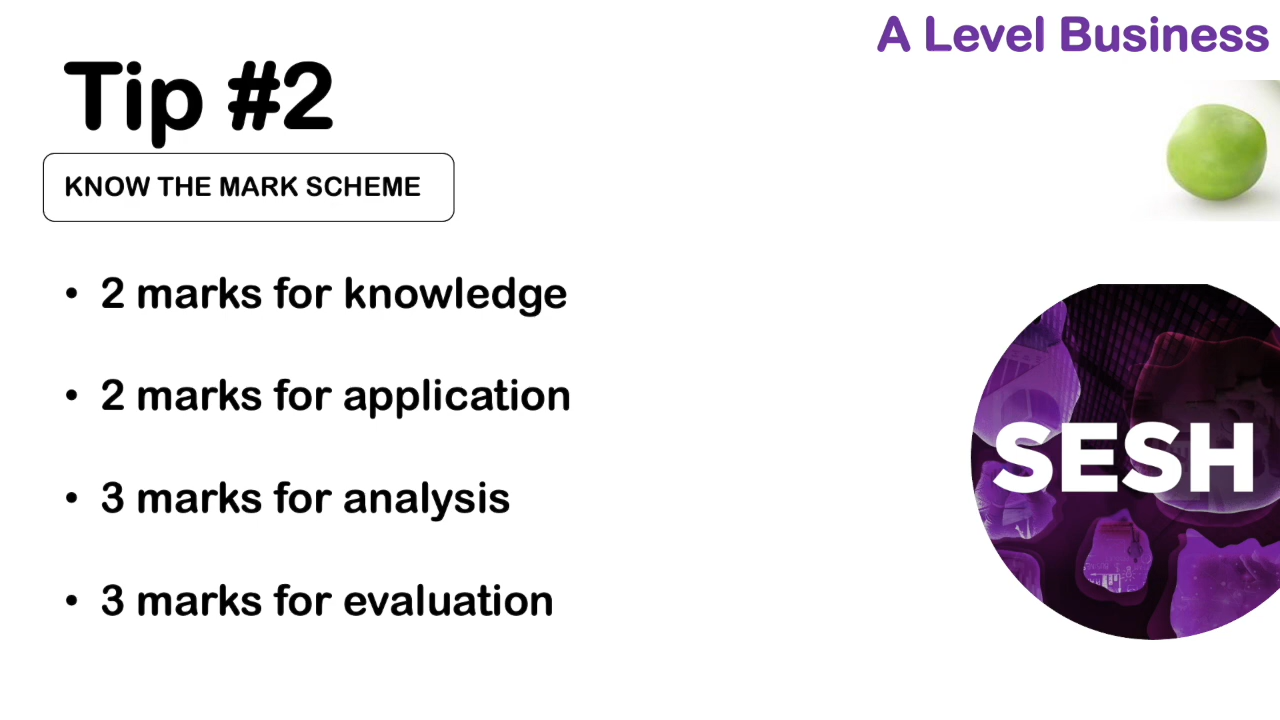 A Level Business
Tip #2
KNOW THE MARK SCHEME
• 2 marks for knowledge
• 2 marks for application
• 3 marks for analysis
• 3 marks for evaluation
SESH